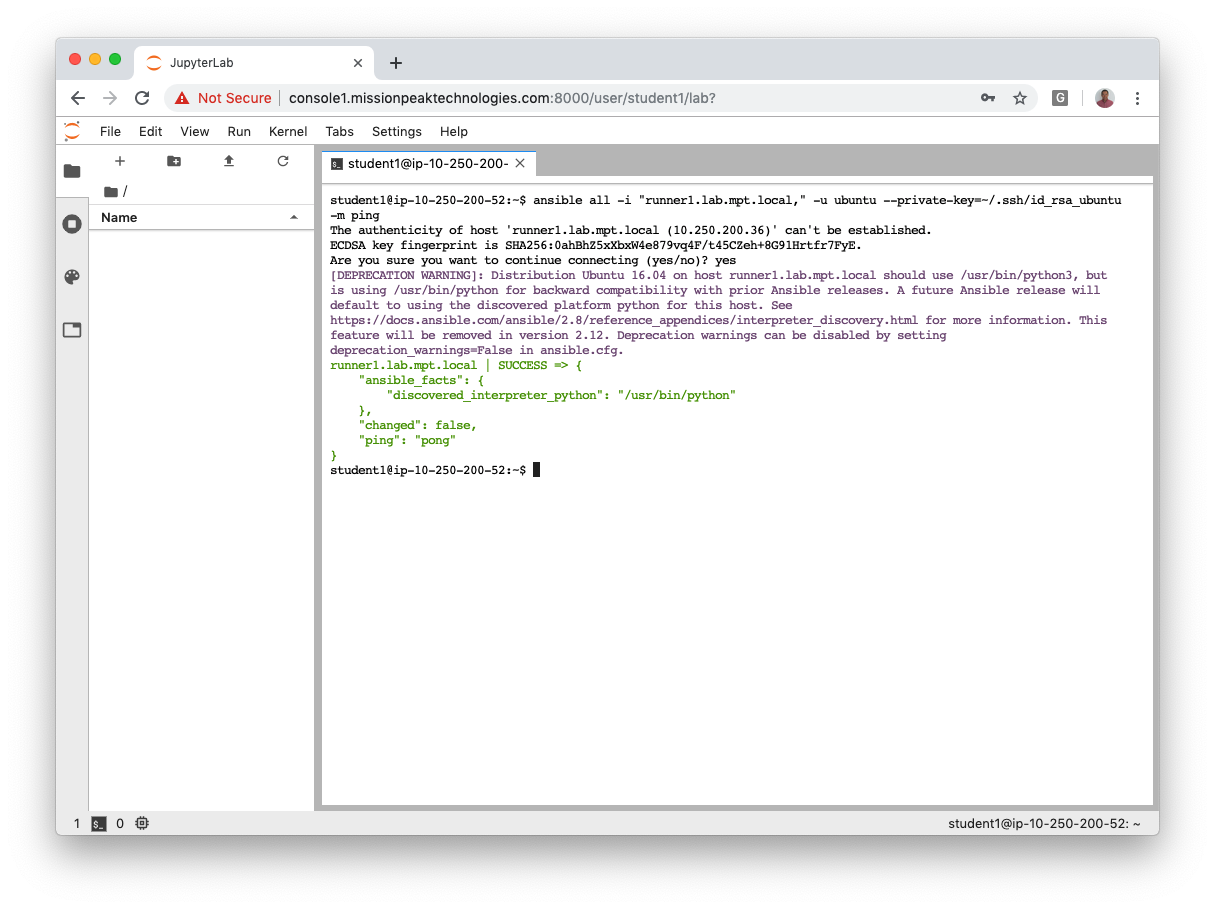 JupyterLab
Not Secure
console1.missionpeaktechnologies.com:8000/user/student1/lab?
G
File Edit View Run Kernel Tabs Settings Help
student1@ip-10-250-200-
/
Name
student1@ip-10-250-200-52:~$ ansible all -i "runner1.lab.mpt.local," -u ubuntu --private-key=~/.ssh/id_rsa_ubuntu
-m ping
The authenticity of host 'runner1.lab.mpt.local (10.250.200.36)' can't be established.
ECDSA key fingerprint is SHA256:0ahBhZ5xXbxW4e879vq4F/t45CZeh+8G91Hrtfr7FyE.
Are you sure you want to continue connecting (yes/no)? yes
[DEPRECATION WARNING]: Distribution Ubuntu 16.04 on host runner1.lab.mpt.local should use /usr/bin/python3, but
is using /usr/bin/python for backward compatibility with prior Ansible releases. A future Ansible release will
default to using the discovered platform python for this host. See
https://docs.ansible.com/ansible/2.8/reference_appendices/interpreter_discovery.html for more information. This
feature will be removed in version 2.12. Deprecation warnings can be disabled by setting
deprecation_warnings=False in ansible.cfg.
runner1.lab.mpt.local | SUCCESS => {
    "ansible_facts": {
        "discovered_interpreter_python": "/usr/bin/python"
    },
    "changed": false,
    "ping": "pong"
}
student1@ip-10-250-200-52:~$
1 $_ 0
student1@ip-10-250-200-52: ~